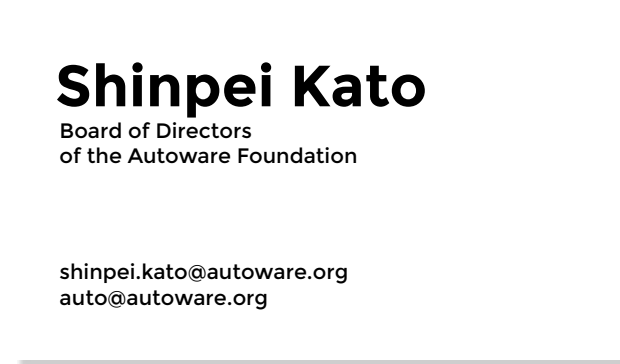 Shinpei Kato
Board of Directors
of the Autoware Foundation
shinpei.kato@autoware.org
auto@autoware.org